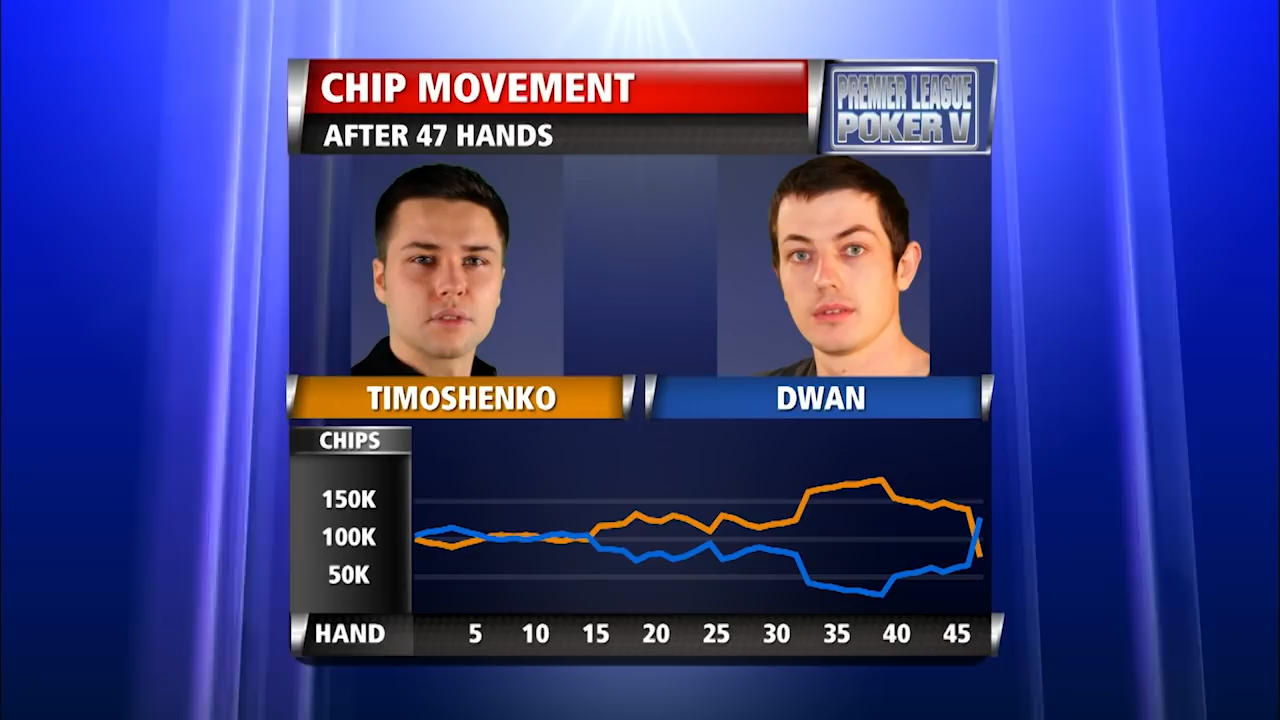 CHIP MOVEMENT
AFTER 47 HANDS
PREMIER LEAGUE
POKER V
TIMOSHENKO
DWAN
CHIPS
150K
100K
50K
HAND 5 10 15 20 25 30 35 40 45